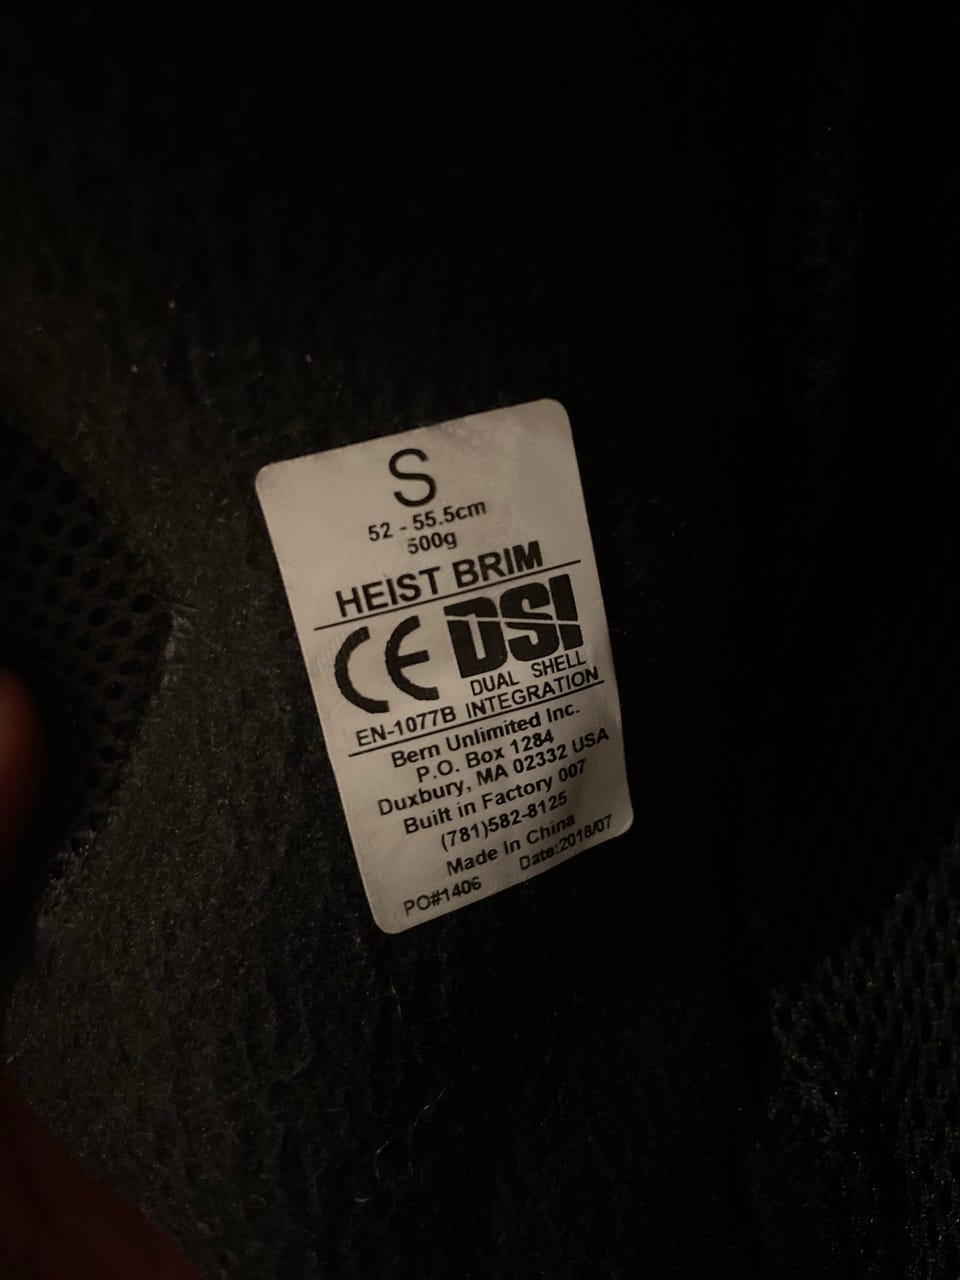 S
52 - 55.5cm
500g
HEIST BRIM
CE DSI
DUAL SHELL
EN-1077B INTEGRATION
Bern Unlimited Inc.
P.O. Box 1284
Duxbury, MA 02332 USA
Built in Factory 007
(781)582-8125
Made In China
PO#1406 Date:2018/07